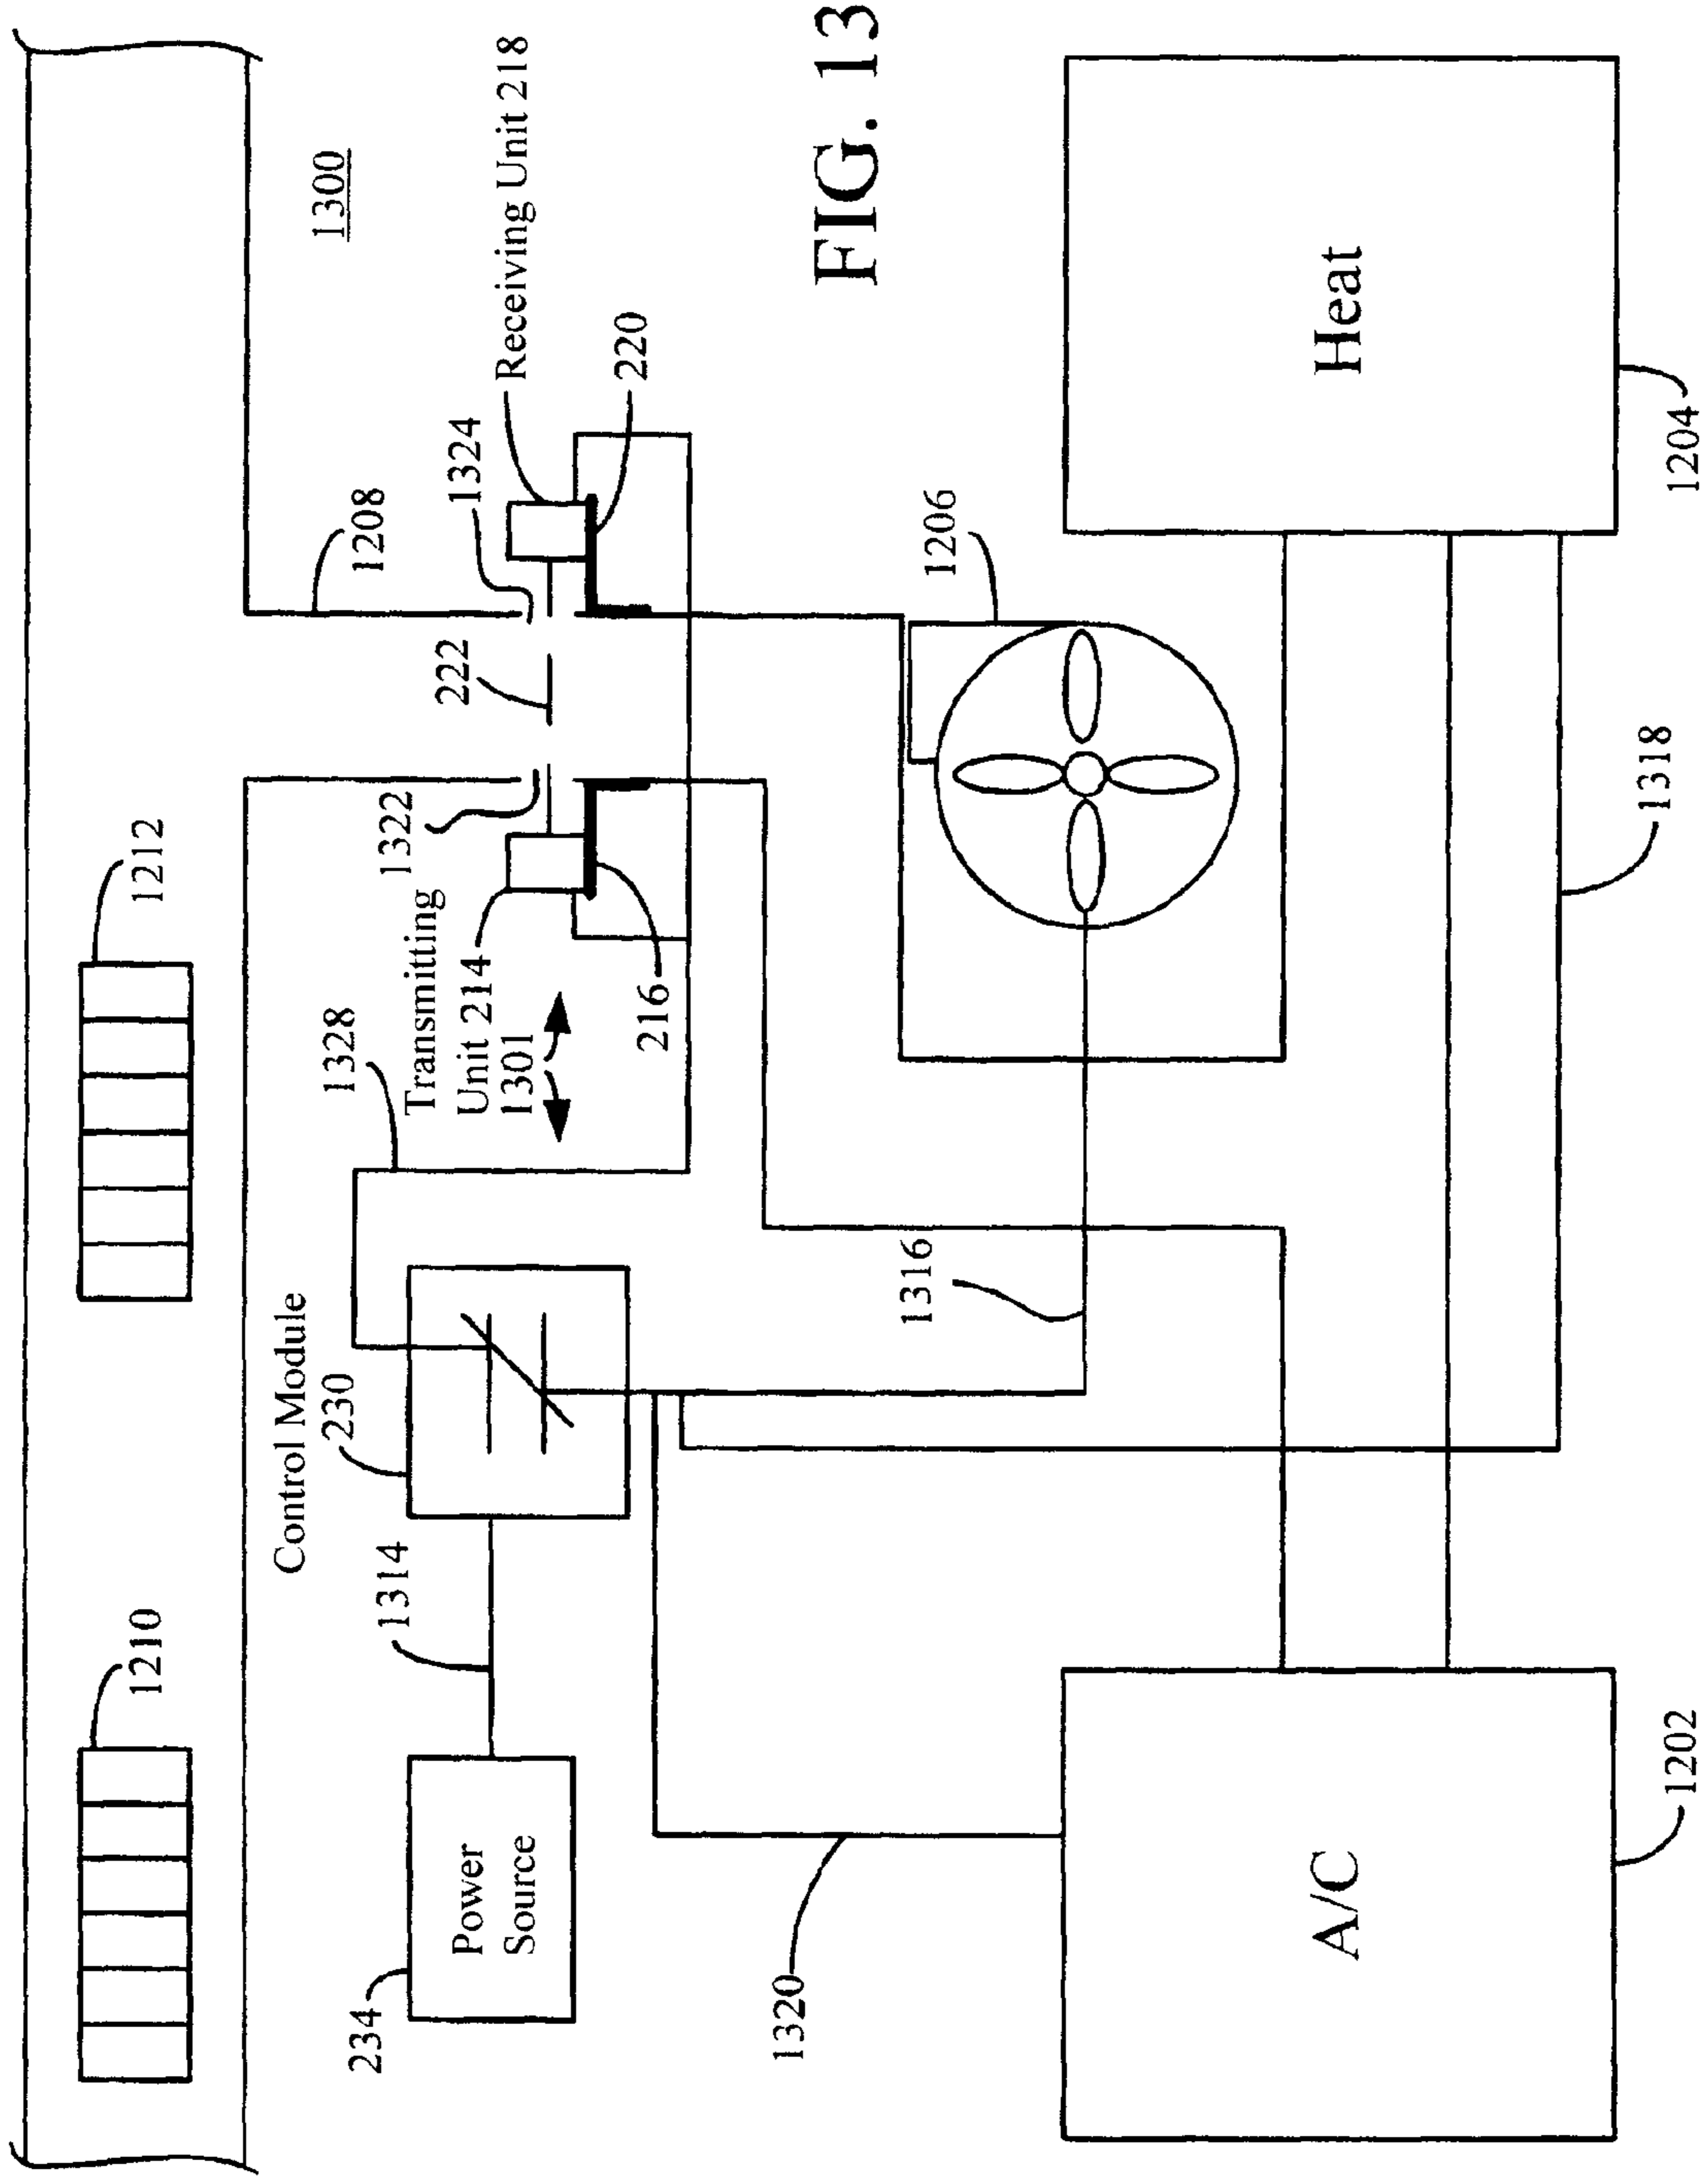 1210
1212
1300
Control Module
1328
1208
234
1314
230
Transmitting
Unit 214
1301
1322
222
1324
Receiving Unit 218
Power
Source
216
220
FIG. 13
1320
1316
1206
A/C
Heat
1202
1318
1204